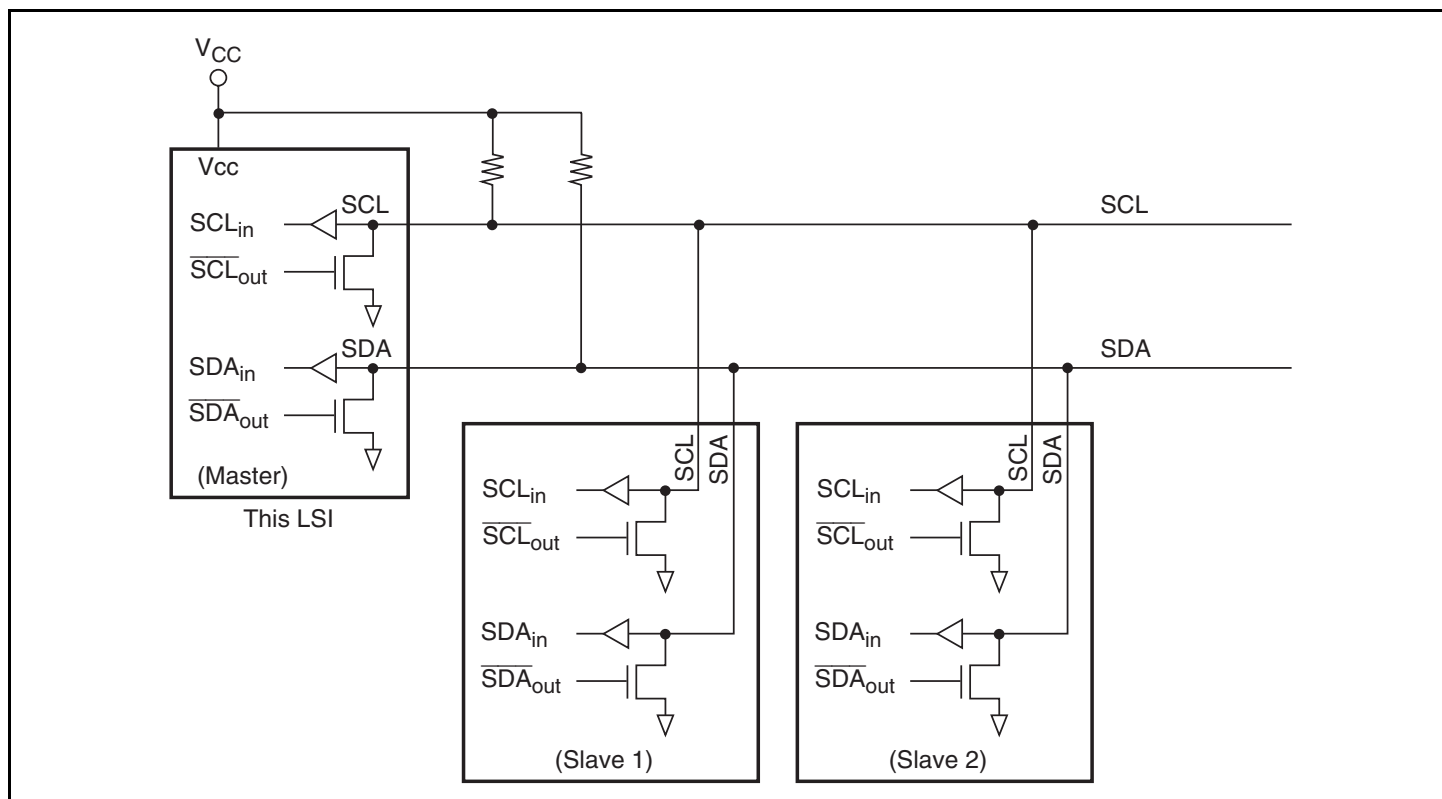 VCC
Vcc
SCL
SCLin
SCLout
SDA
SDAin
SDAout
(Master)
This LSI
SCL
SDA
SCL
SDA
SCLin
SCLout
SDAin
SDAout
(Slave 1)
SCL
SDA
SCLin
SCLout
SDAin
SDAout
(Slave 2)